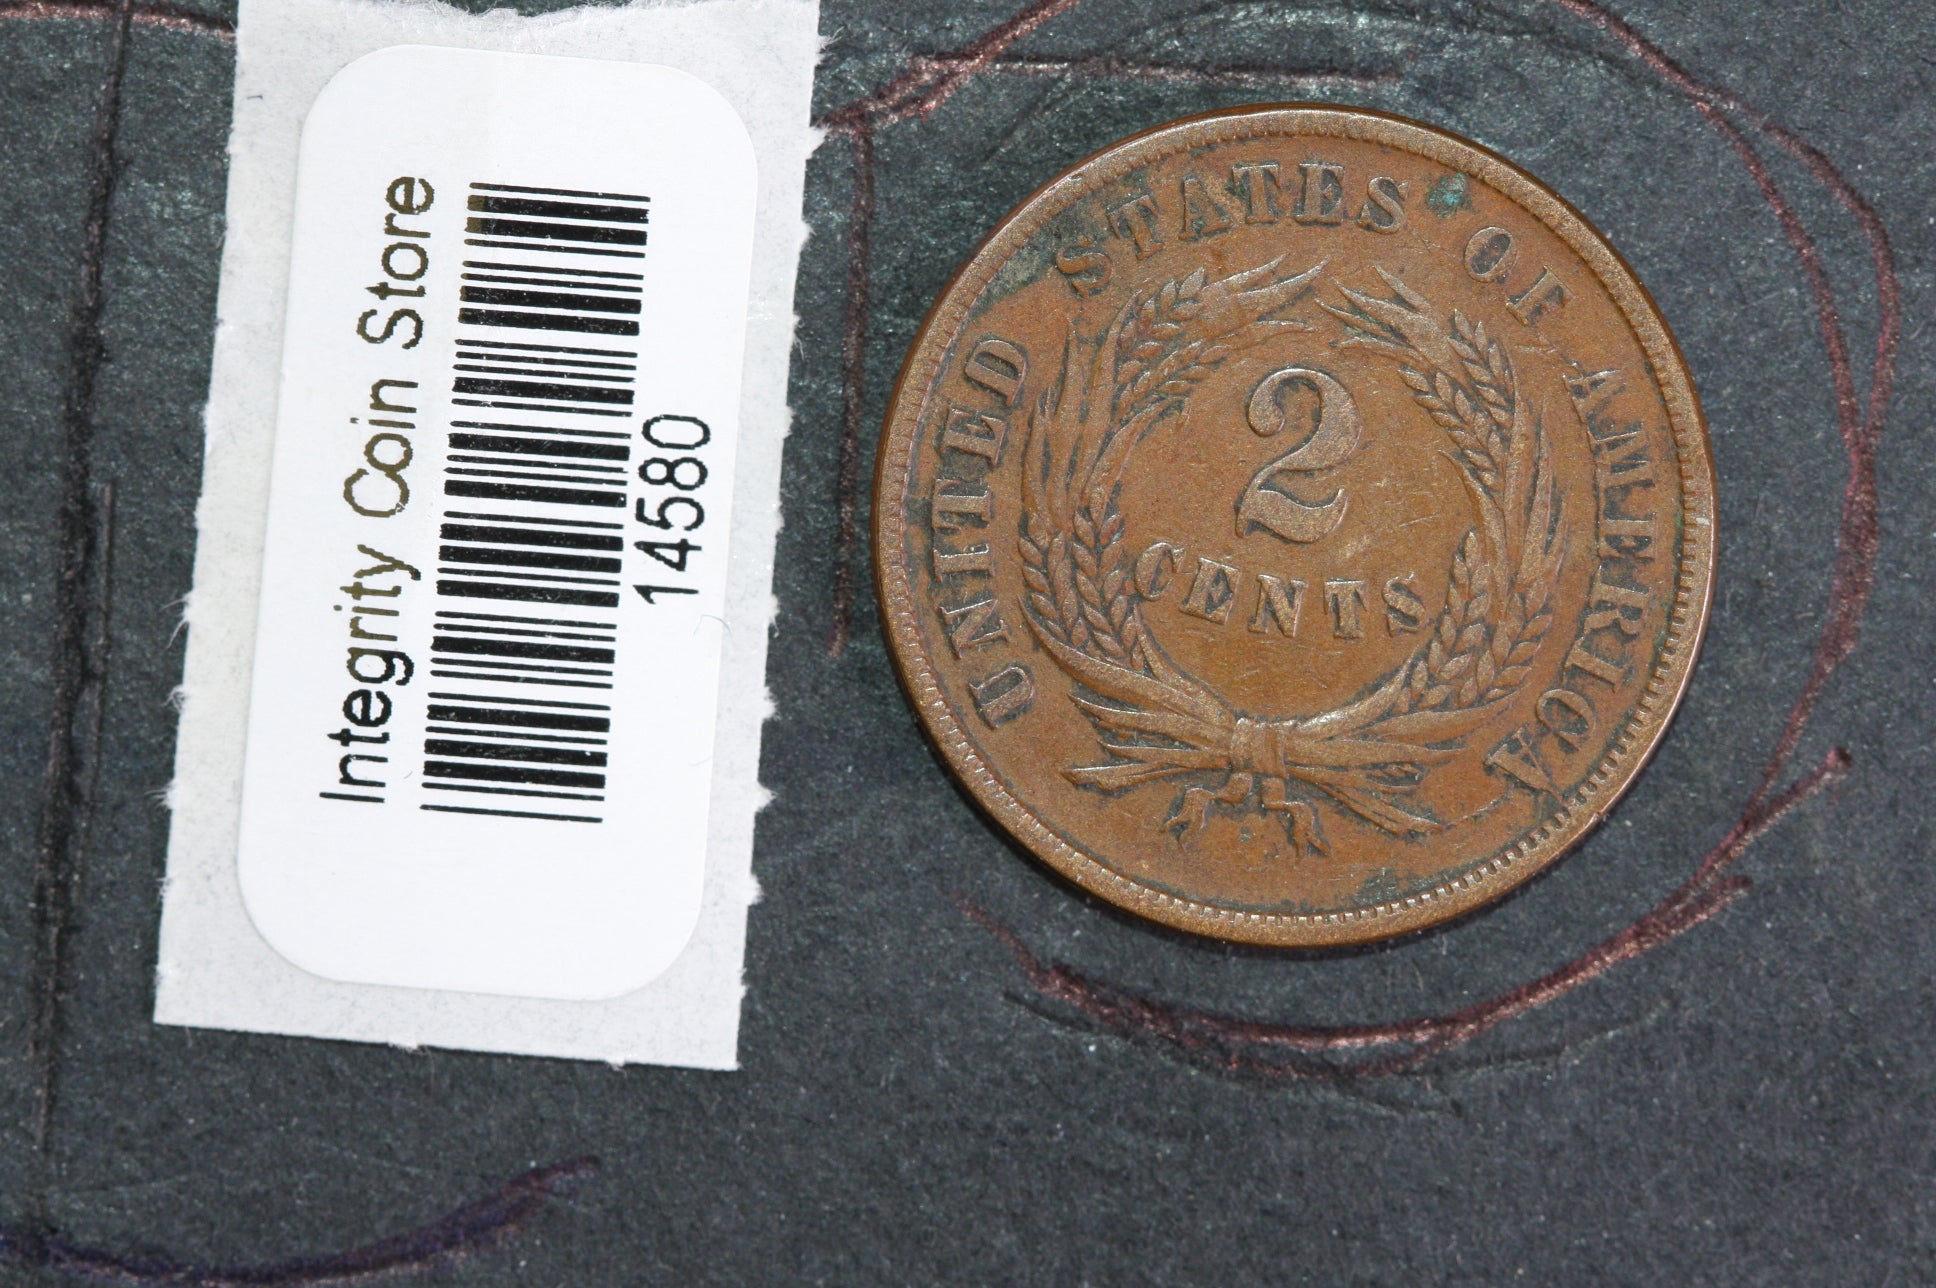 Integrity Coin Store
14580
UNITED STATES OF AMERICA
2
CENTS